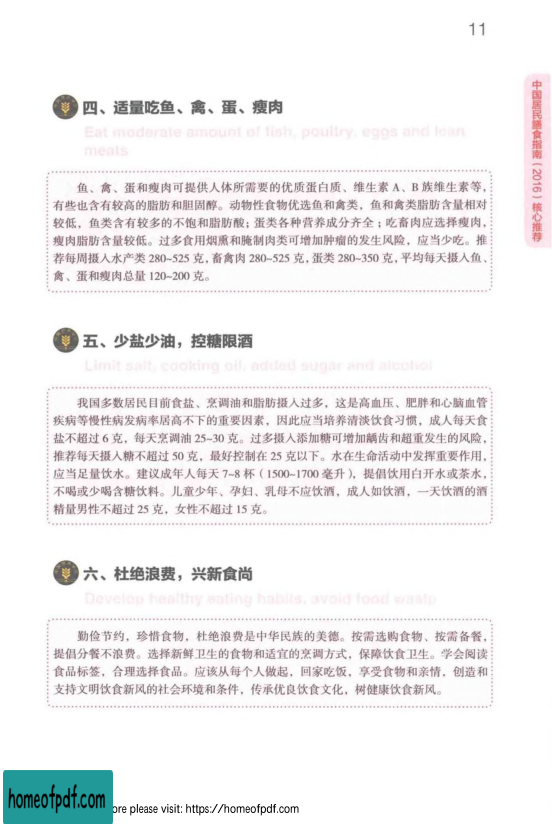 11
四、适量吃鱼、禽、蛋、瘦肉
Eat moderate amount of fish, poultry, eggs and lean
meats
鱼、禽、蛋和瘦肉可提供人体所需要的优质蛋白质、维生素 A、B 族维生素等，
有些也含有较高的脂肪和胆固醇。动物性食物优选鱼和禽类，鱼和禽类脂肪含量相对
较低，鱼类含有较多的不饱和脂肪酸；蛋类各种营养成分齐全；吃畜肉应选择瘦肉，
瘦肉脂肪含量较低。过多食用烟熏和腌制肉类可增加肿瘤的发生风险，应当少吃。推
荐每周摄入水产类 280~525 克，畜禽肉 280~525 克，蛋类 280~350 克，平均每天摄入鱼、
禽、蛋和瘦肉总量 120~200 克。
五、少盐少油，控糖限酒
Limit salt, cooking oil, added sugar and alcohol
我国多数居民目前食盐、烹调油和脂肪摄入过多，这是高血压、肥胖和心脑血管
疾病等慢性病发病率居高不下的重要因素，因此应当培养清淡饮食习惯，成人每天食
盐不超过 6 克，每天烹调油 25~30 克。过多摄入添加糖可增加龋齿和超重发生的风险，
推荐每天摄入糖不超过 50 克，最好控制在 25 克以下。水在生命活动中发挥重要作用，
应当足量饮水。建议成年人每天 7~8 杯（1500~1700 毫升），提倡饮用白开水或茶水，
不喝或少喝含糖饮料。儿童少年、孕妇、乳母不应饮酒，成人如饮酒，一天饮酒的酒
精量男性不超过 25 克，女性不超过 15 克。
六、杜绝浪费，兴新食尚
Develop healthy eating habits, avoid food waste
勤俭节约，珍惜食物，杜绝浪费是中华民族的美德。按需选购食物、按需备餐，
提倡分餐不浪费。选择新鲜卫生的食物和适宜的烹调方式，保障饮食卫生。学会阅读
食品标签，合理选择食品。应该从每个人做起，回家吃饭，享受食物和亲情，创造和
支持文明饮食新风的社会环境和条件，传承优良饮食文化，树健康饮食新风。
中国居民膳食指南（2016）核心推荐
homeofpdf.com
ore please visit: https://homeofpdf.com